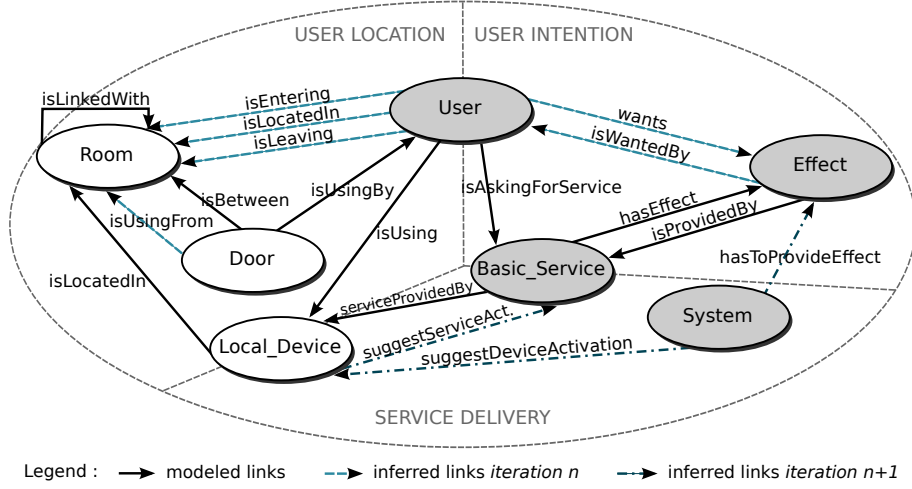 USER LOCATION
USER INTENTION
isLinkedWith
isEntering
User
wants
isLocatedIn
isWantedBy
isLeaving
Room
Effect
isUsingBy
isAskingForService
isBetween
hasEffect
isUsingFrom
isProvidedBy
isUsing
Door
Basic_Service
hasToProvideEffect
isLocatedIn
serviceProvidedBy
System
suggestServiceAct.
Local_Device
suggestDeviceActivation
SERVICE DELIVERY
Legend : modeled links inferred links iteration n inferred links iteration n+1